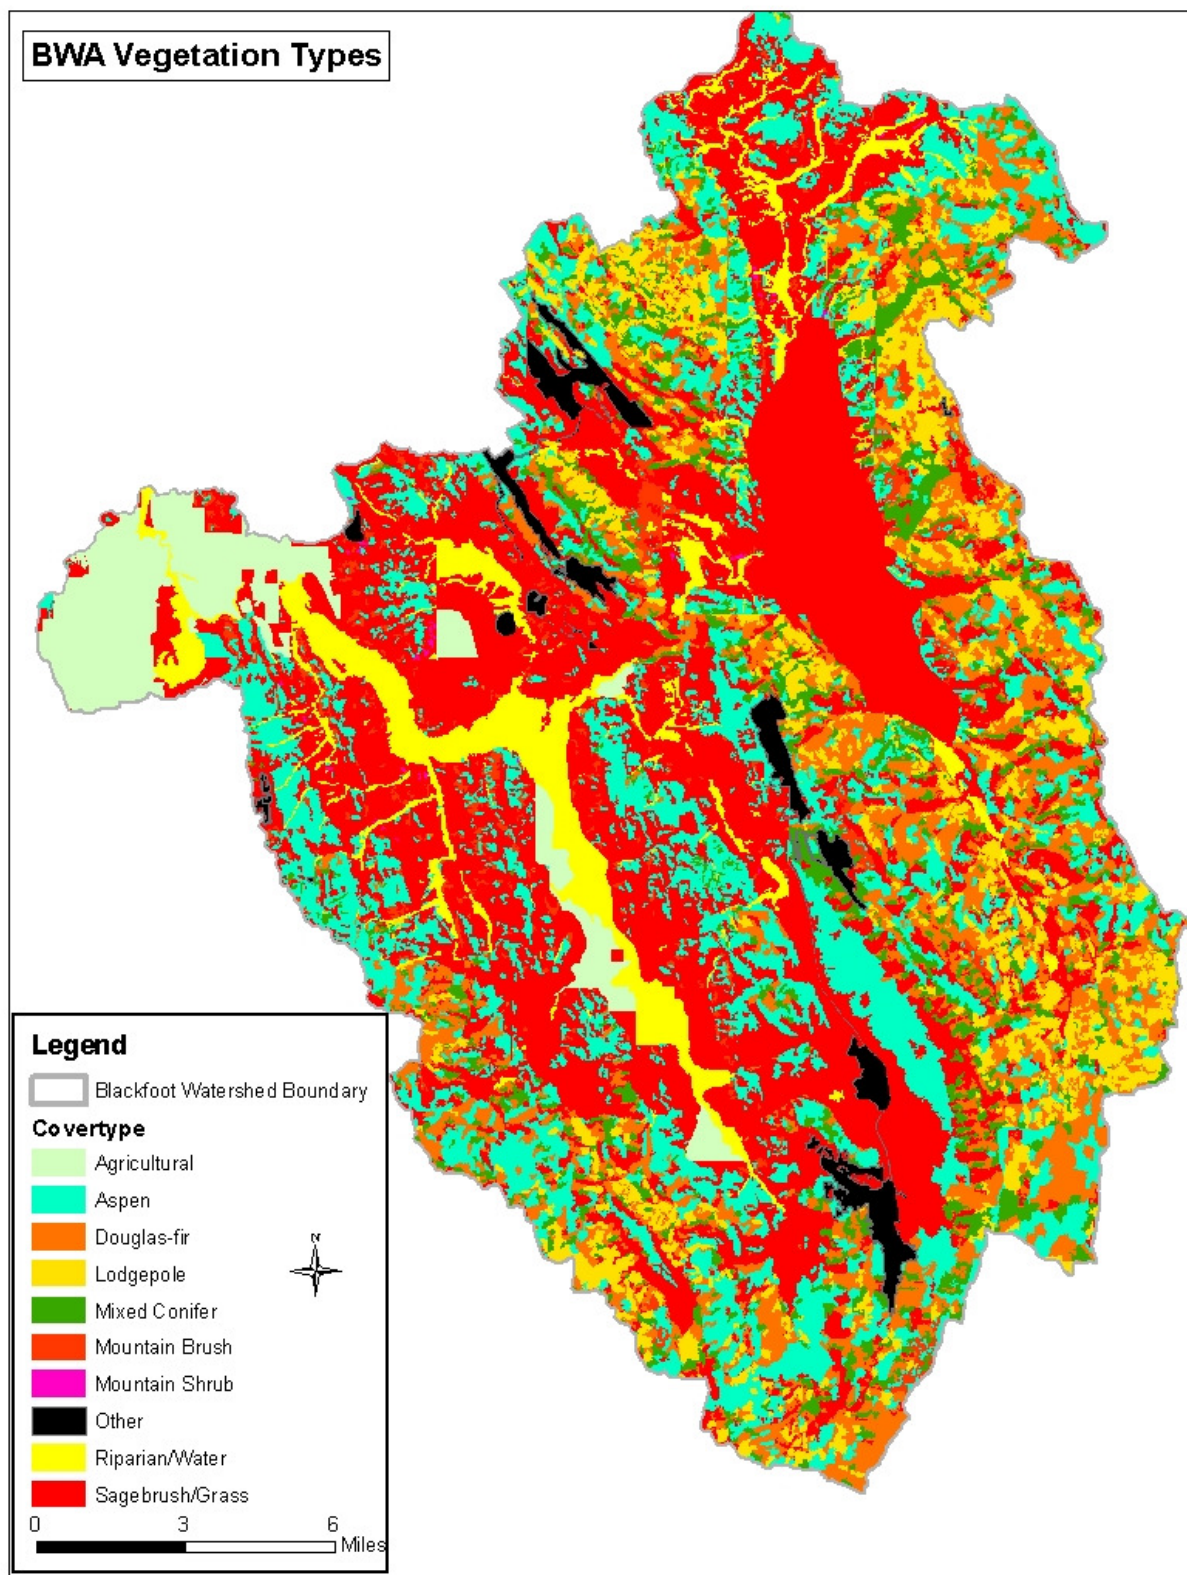 BWA Vegetation Types
N
Legend
Blackfoot Watershed Boundary
Covertype
Agricultural
Aspen
Douglas-fir
Lodgepole
Mixed Conifer
Mountain Brush
Mountain Shrub
Other
Riparian/Water
Sagebrush/Grass
0 3 6
Miles